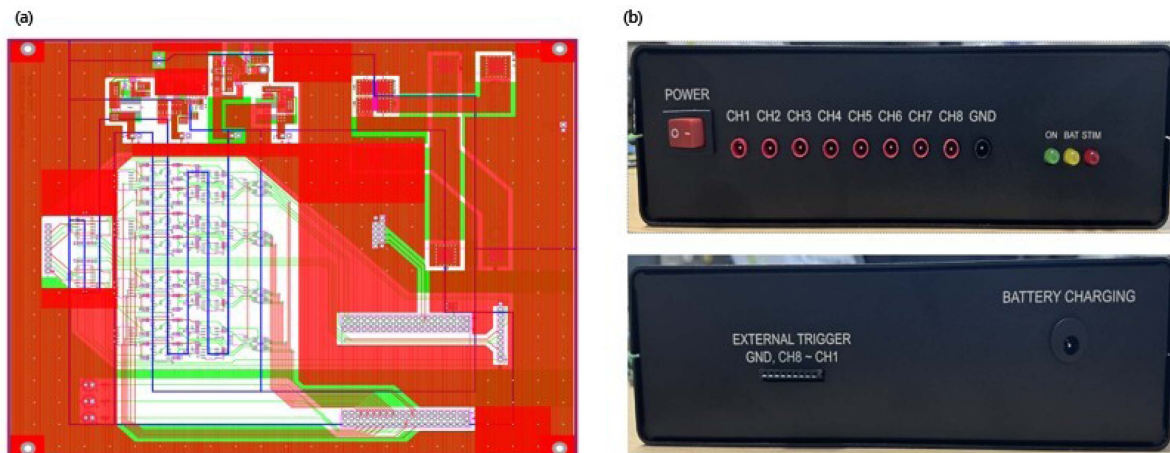 (a)
(b)
POWER
CH1 CH2 CH3 CH4 CH5 CH6 CH7 CH8 GND
ON BAT STIM
BATTERY CHARGING
EXTERNAL TRIGGER
GND, CH8 ~ CH1